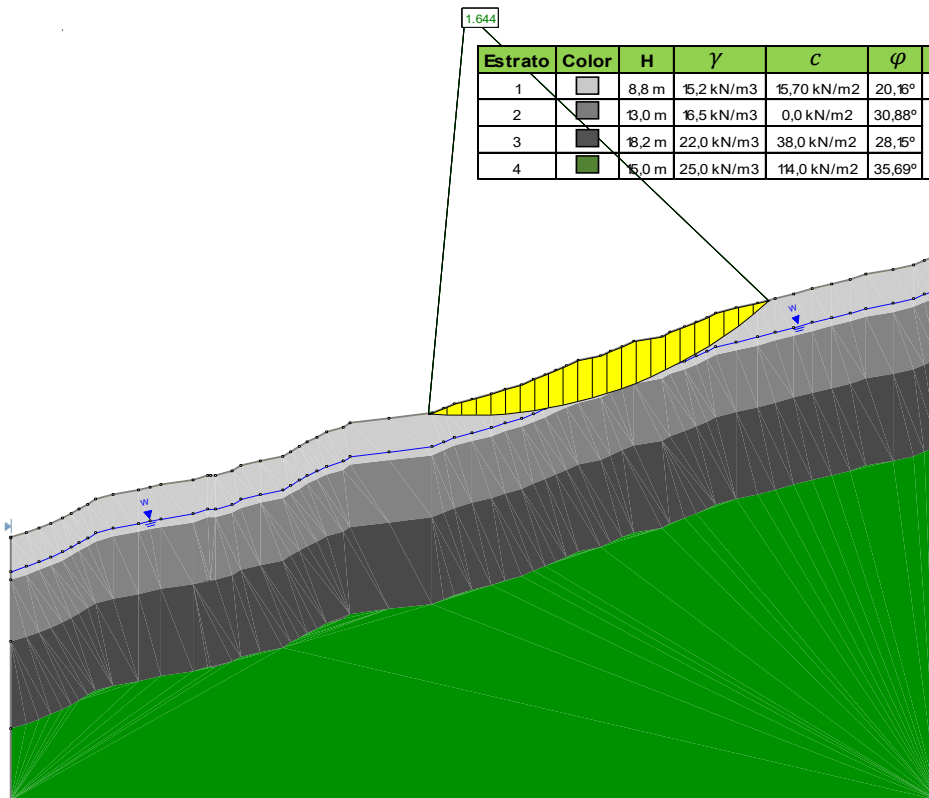 1.644
Estrato Color H γ c φ
1 8,8 m 15,2 kN/m3 15,70 kN/m2 20,16º
2 13,0 m 16,5 kN/m3 0,0 kN/m2 30,88º
3 18,2 m 22,0 kN/m3 38,0 kN/m2 28,15º
4 15,0 m 25,0 kN/m3 114,0 kN/m2 35,69º
W
W